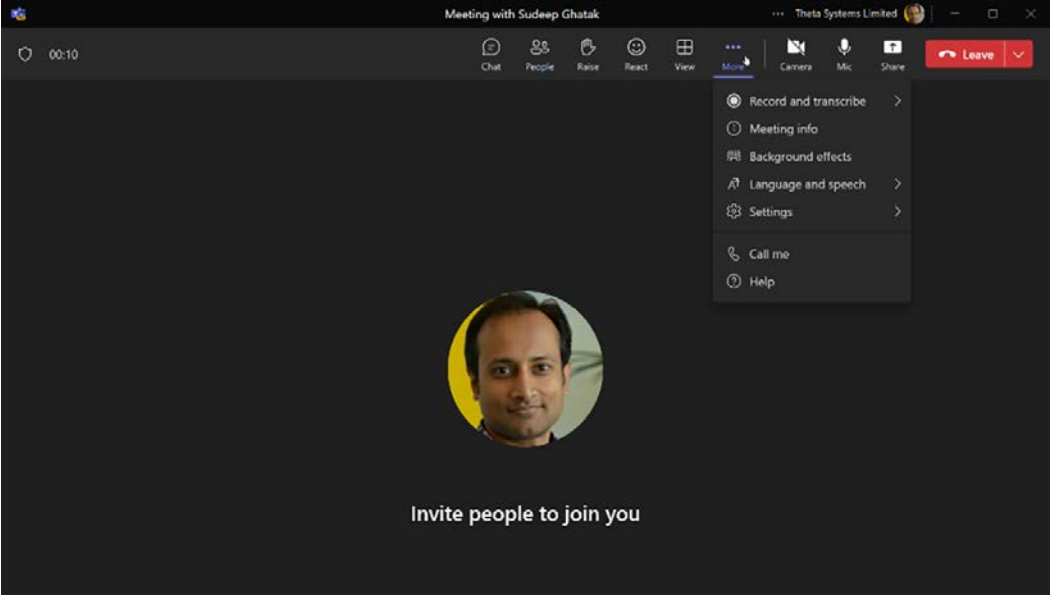 Meeting with Sudeep Ghatak
Theta Systems Limited
00:10
Chat People Raise React View More Camera Mic Share Leave
Record and transcribe
Meeting info
Background effects
Language and speech
Settings
Call me
Help
Invite people to join you